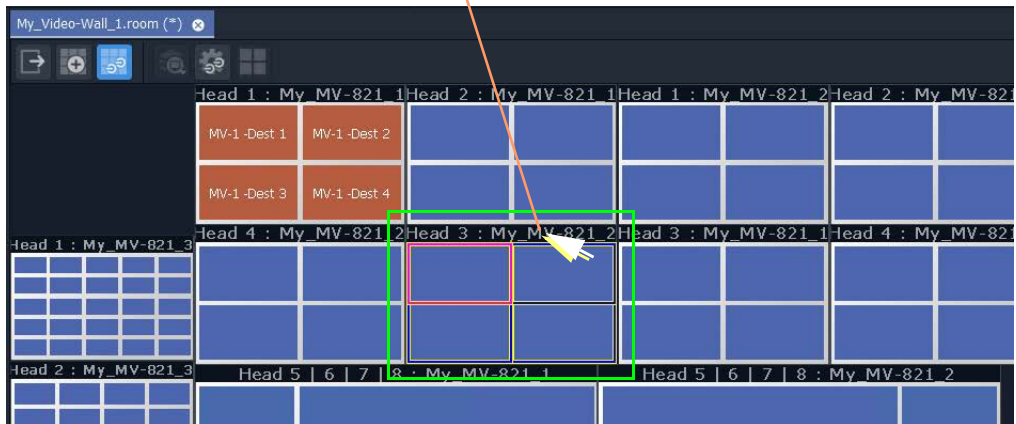 My_Video-Wall_1.room (*)
Head 1 : My_MV-821_1 Head 2 : My_MV-821_1 Head 1 : My_MV-821_2 Head 2 : My_MV-821
MV-1 -Dest 1 MV-1 -Dest 2
MV-1 -Dest 3 MV-1 -Dest 4
Head 4 : My_MV-821_2 Head 3 : My_MV-821_2 Head 3 : My_MV-821_1 Head 4 : My_MV-821
Head 1 : My_MV-821_3
Head 2 : My_MV-821_3 Head 5 | 6 | 7 | 8 : My_MV-821_1 Head 5 | 6 | 7 | 8 : My_MV-821_2